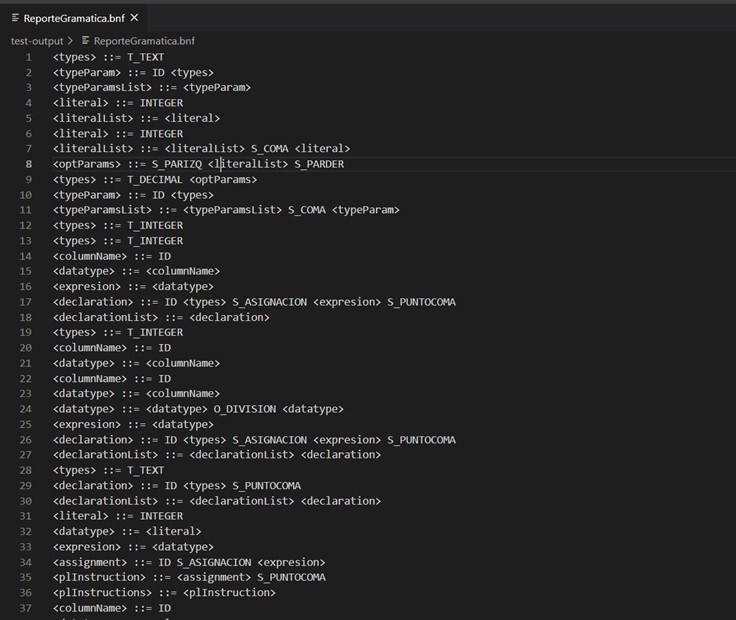 ReporteGramatica.bnf ×
test-output > ReporteGramatica.bnf
1 <types> ::= T_TEXT
2 <typeParam> ::= ID <types>
3 <typeParamsList> ::= <typeParam>
4 <literal> ::= INTEGER
5 <literalList> ::= <literal>
6 <literal> ::= INTEGER
7 <literalList> ::= <literalList> S_COMA <literal>
8 <optParams> ::= S_PARIZQ <literalList> S_PARDER
9 <types> ::= T_DECIMAL <optParams>
10 <typeParam> ::= ID <types>
11 <typeParamsList> ::= <typeParamsList> S_COMA <typeParam>
12 <types> ::= T_INTEGER
13 <types> ::= T_INTEGER
14 <columnName> ::= ID
15 <datatype> ::= <columnName>
16 <expresion> ::= <datatype>
17 <declaration> ::= ID <types> S_ASIGNACION <expresion> S_PUNTOCOMA
18 <declarationList> ::= <declaration>
19 <types> ::= T_INTEGER
20 <columnName> ::= ID
21 <datatype> ::= <columnName>
22 <columnName> ::= ID
23 <datatype> ::= <columnName>
24 <datatype> ::= <datatype> O_DIVISION <datatype>
25 <expresion> ::= <datatype>
26 <declaration> ::= ID <types> S_ASIGNACION <expresion> S_PUNTOCOMA
27 <declarationList> ::= <declarationList> <declaration>
28 <types> ::= T_TEXT
29 <declaration> ::= ID <types> S_PUNTOCOMA
30 <declarationList> ::= <declarationList> <declaration>
31 <literal> ::= INTEGER
32 <datatype> ::= <literal>
33 <expresion> ::= <datatype>
34 <assignment> ::= ID S_ASIGNACION <expresion>
35 <plInstruction> ::= <assignment> S_PUNTOCOMA
36 <plInstructions> ::= <plInstruction>
37 <columnName> ::= ID